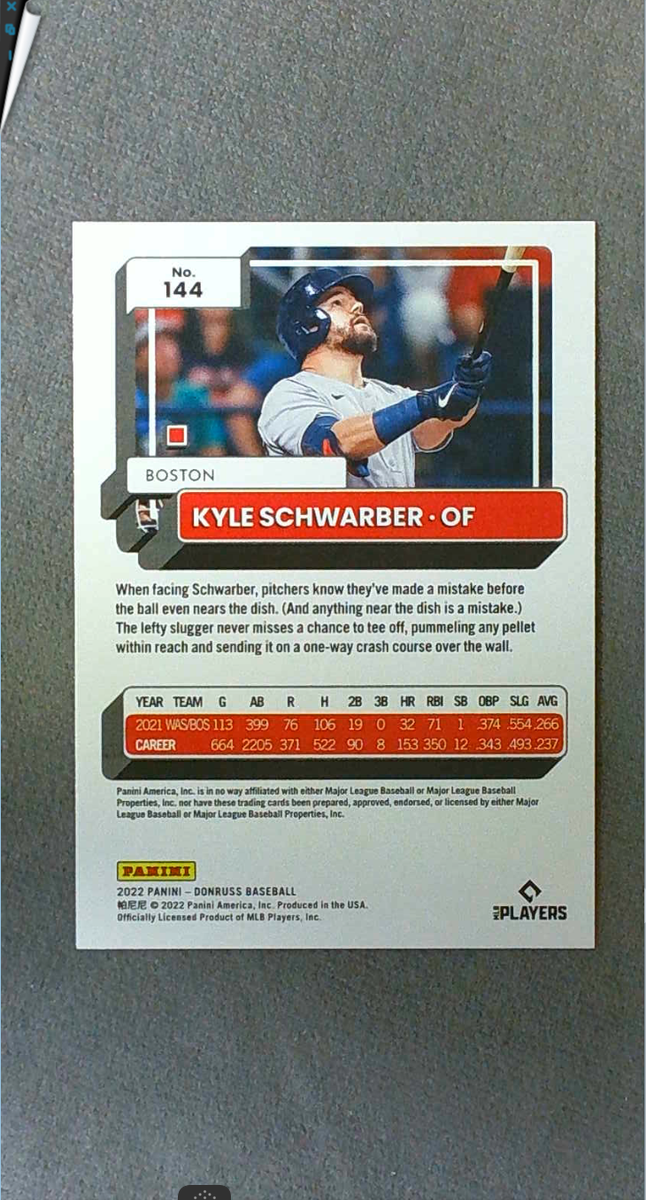 No.
144
BOSTON
KYLE SCHWARBER · OF
When facing Schwarber, pitchers know they've made a mistake before
the ball even nears the dish. (And anything near the dish is a mistake.)
The lefty slugger never misses a chance to tee off, pummeling any pellet
within reach and sending it on a one-way crash course over the wall.
YEAR TEAM G AB R H 2B 3B HR RBI SB OBP SLG AVG
2021 WAS/BOS 113 399 76 106 19 0 32 71 1 .374 .554 .266
CAREER 664 2205 371 522 90 8 153 350 12 .343 .493 .237
Panini America, Inc. is in no way affiliated with either Major League Baseball or Major League Baseball
Properties, Inc. nor have these trading cards been prepared, approved, endorsed, or licensed by either Major
League Baseball or Major League Baseball Properties, Inc.
PANINI
2022 PANINI – DONRUSS BASEBALL
帕尼尼 © 2022 Panini America, Inc. Produced in the USA.
Officially Licensed Product of MLB Players, Inc.
MLB PLAYERS